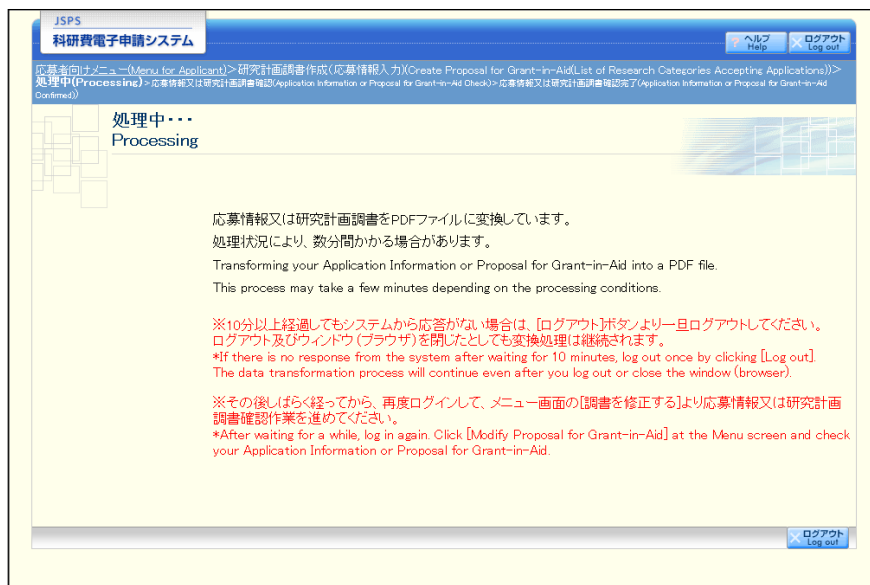 JSPS
科研費電子申請システム
ヘルプ
Help
ログアウト
Log out
応募者向けメニュー(Menu for Applicant)>研究計画調書作成(応募情報入力)(Create Proposal for Grant-in-Aid(List of Research Categories Accepting Applications))>
処理中(Processing)>応募情報又は研究計画調書確認(Application Information or Proposal for Grant-in-Aid Check)>応募情報又は研究計画調書確認完了(Application Information or Proposal for Grant-in-Aid
Confirmed))
処理中・・・
Processing
応募情報又は研究計画調書をPDFファイルに変換しています。
処理状況により、数分間かかる場合があります。
Transforming your Application Information or Proposal for Grant-in-Aid into a PDF file.
This process may take a few minutes depending on the processing conditions.
※10分以上経過してもシステムから応答がない場合は、[ログアウト]ボタンより一旦ログアウトしてください。
ログアウト及びウィンドウ(ブラウザ)を閉じたとしても変換処理は継続されます。
*If there is no response from the system after waiting for 10 minutes, log out once by clicking [Log out].
The data transformation process will continue even after you log out or close the window (browser).
※その後しばらく経ってから、再度ログインして、メニュー画面の[調書を修正する]より応募情報又は研究計画
調書確認作業を進めてください。
*After waiting for a while, log in again. Click [Modify Proposal for Grant-in-Aid] at the Menu screen and check
your Application Information or Proposal for Grant-in-Aid.
ログアウト
Log out